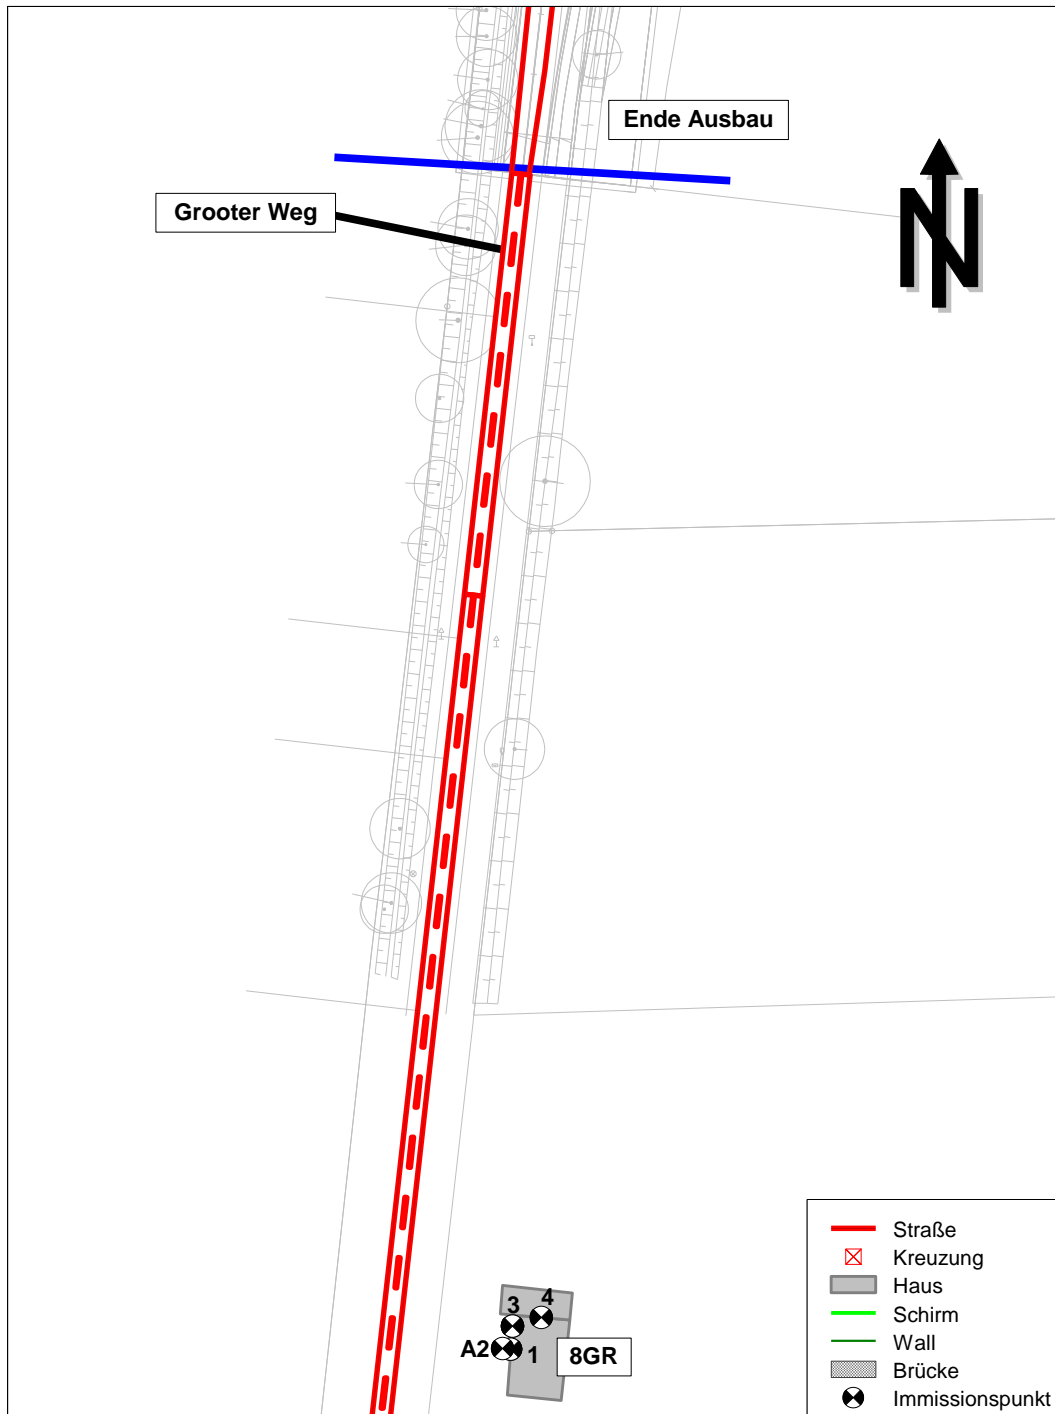 Ende Ausbau
Grooter Weg
N
4
3
A2
1
8GR
Straße
Kreuzung
Haus
Schirm
Wall
Brücke
Immissionspunkt